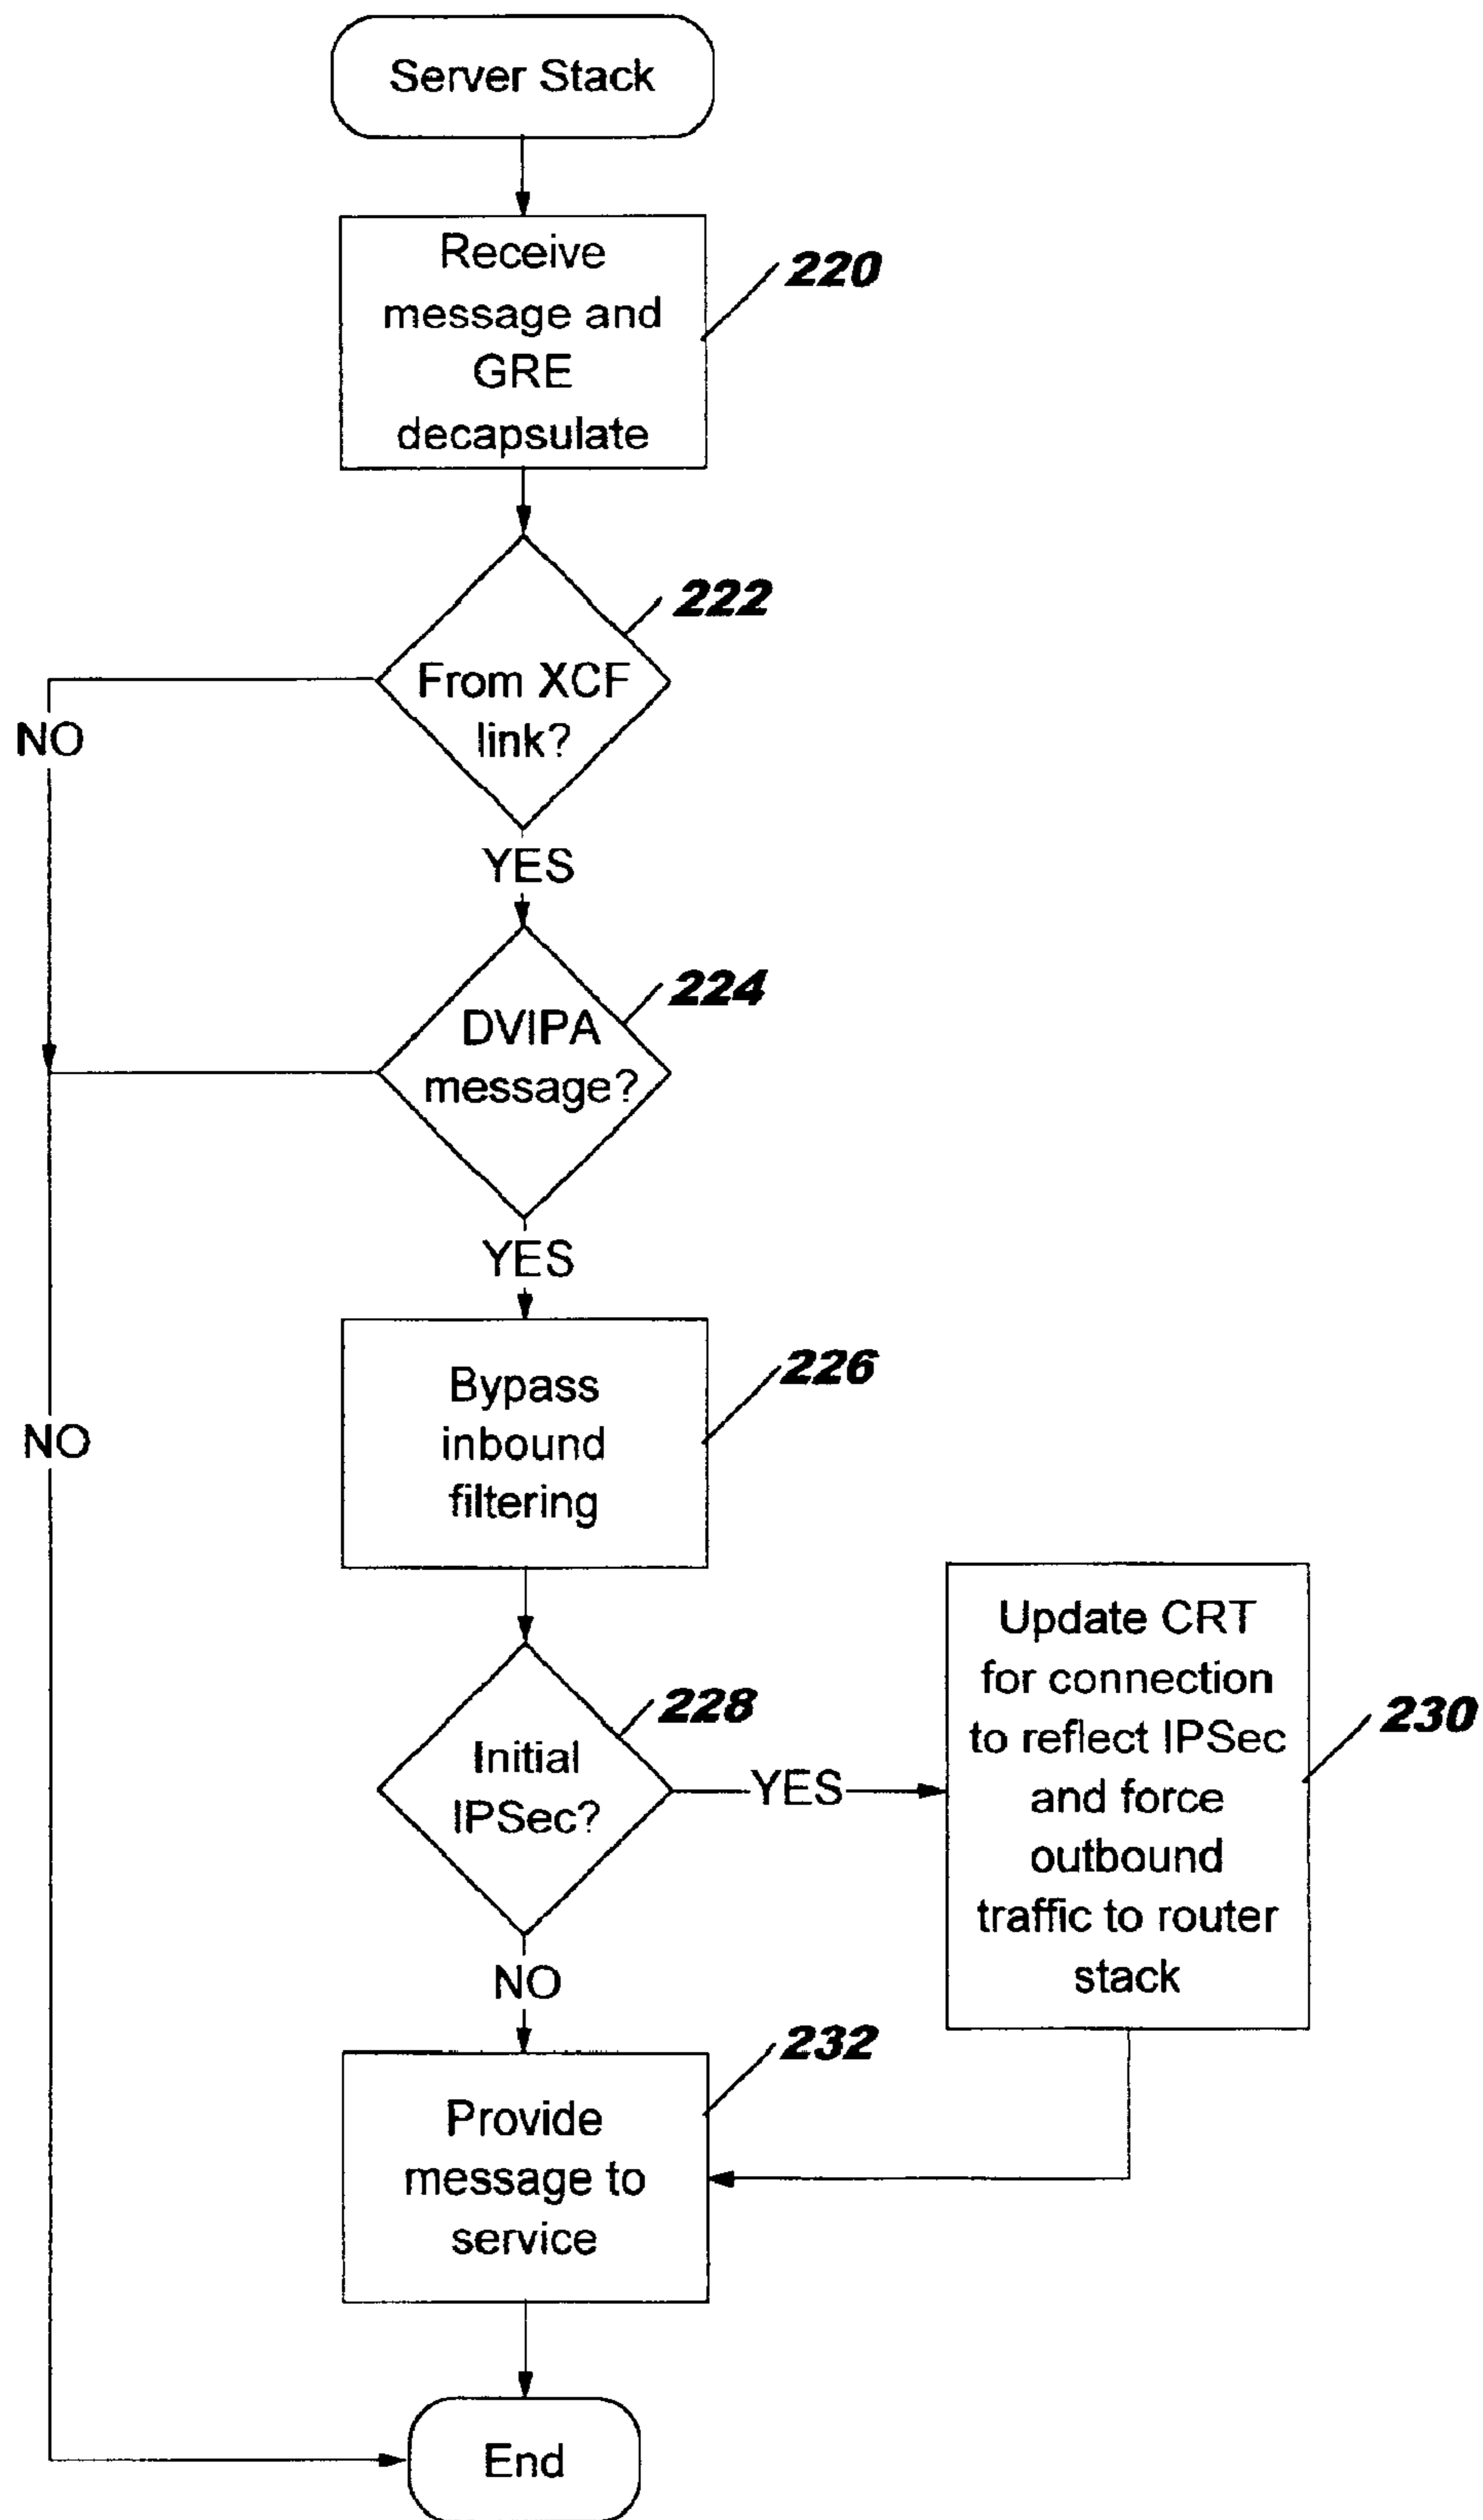 Server Stack
Receive
message and
GRE
decapsulate
220
222
From XCF
link?
NO
YES
224
DVIPA
message?
YES
226
Bypass
inbound
filtering
NO
228
Initial
IPSec?
YES
Update CRT
for connection
to reflect IPSec
and force
outbound
traffic to router
stack
230
NO
232
Provide
message to
service
End